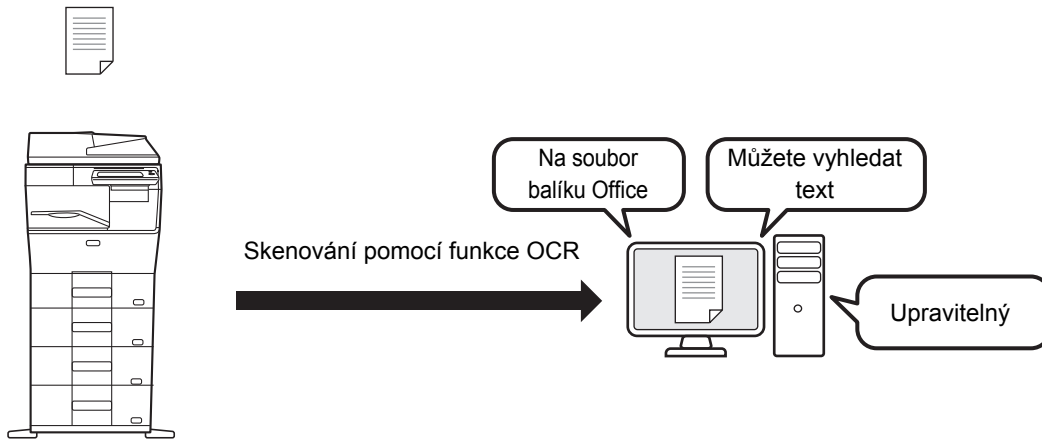 Na soubor
balíku Office
Můžete vyhledat
text
Skenování pomocí funkce OCR
Upravitelný